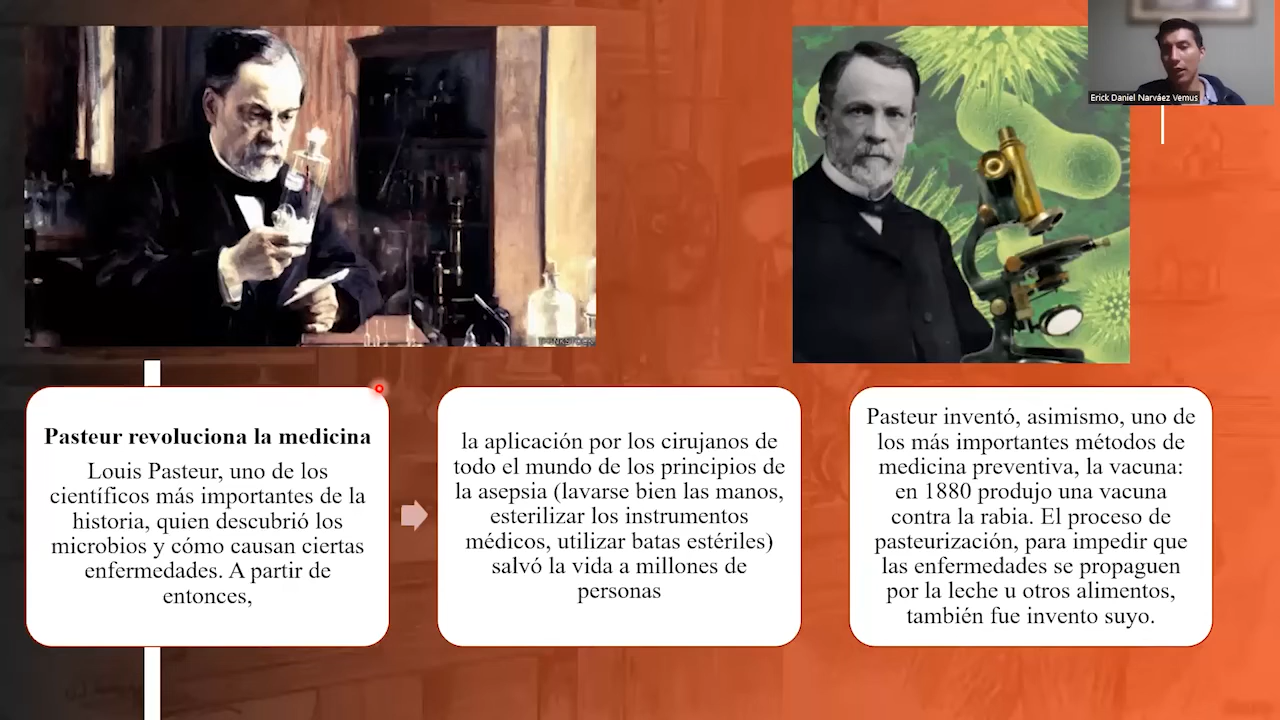 Erick Daniel Narváez Vemus
THINKSTOCK
Pasteur revoluciona la medicina
Louis Pasteur, uno de los
científicos más importantes de la
historia, quien descubrió los
microbios y cómo causan ciertas
enfermedades. A partir de
entonces,
la aplicación por los cirujanos de
todo el mundo de los principios de
la asepsia (lavarse bien las manos,
esterilizar los instrumentos
médicos, utilizar batas estériles)
salvó la vida a millones de
personas
Pasteur inventó, asimismo, uno de
los más importantes métodos de
medicina preventiva, la vacuna:
en 1880 produjo una vacuna
contra la rabia. El proceso de
pasteurización, para impedir que
las enfermedades se propaguen
por la leche u otros alimentos,
también fue invento suyo.